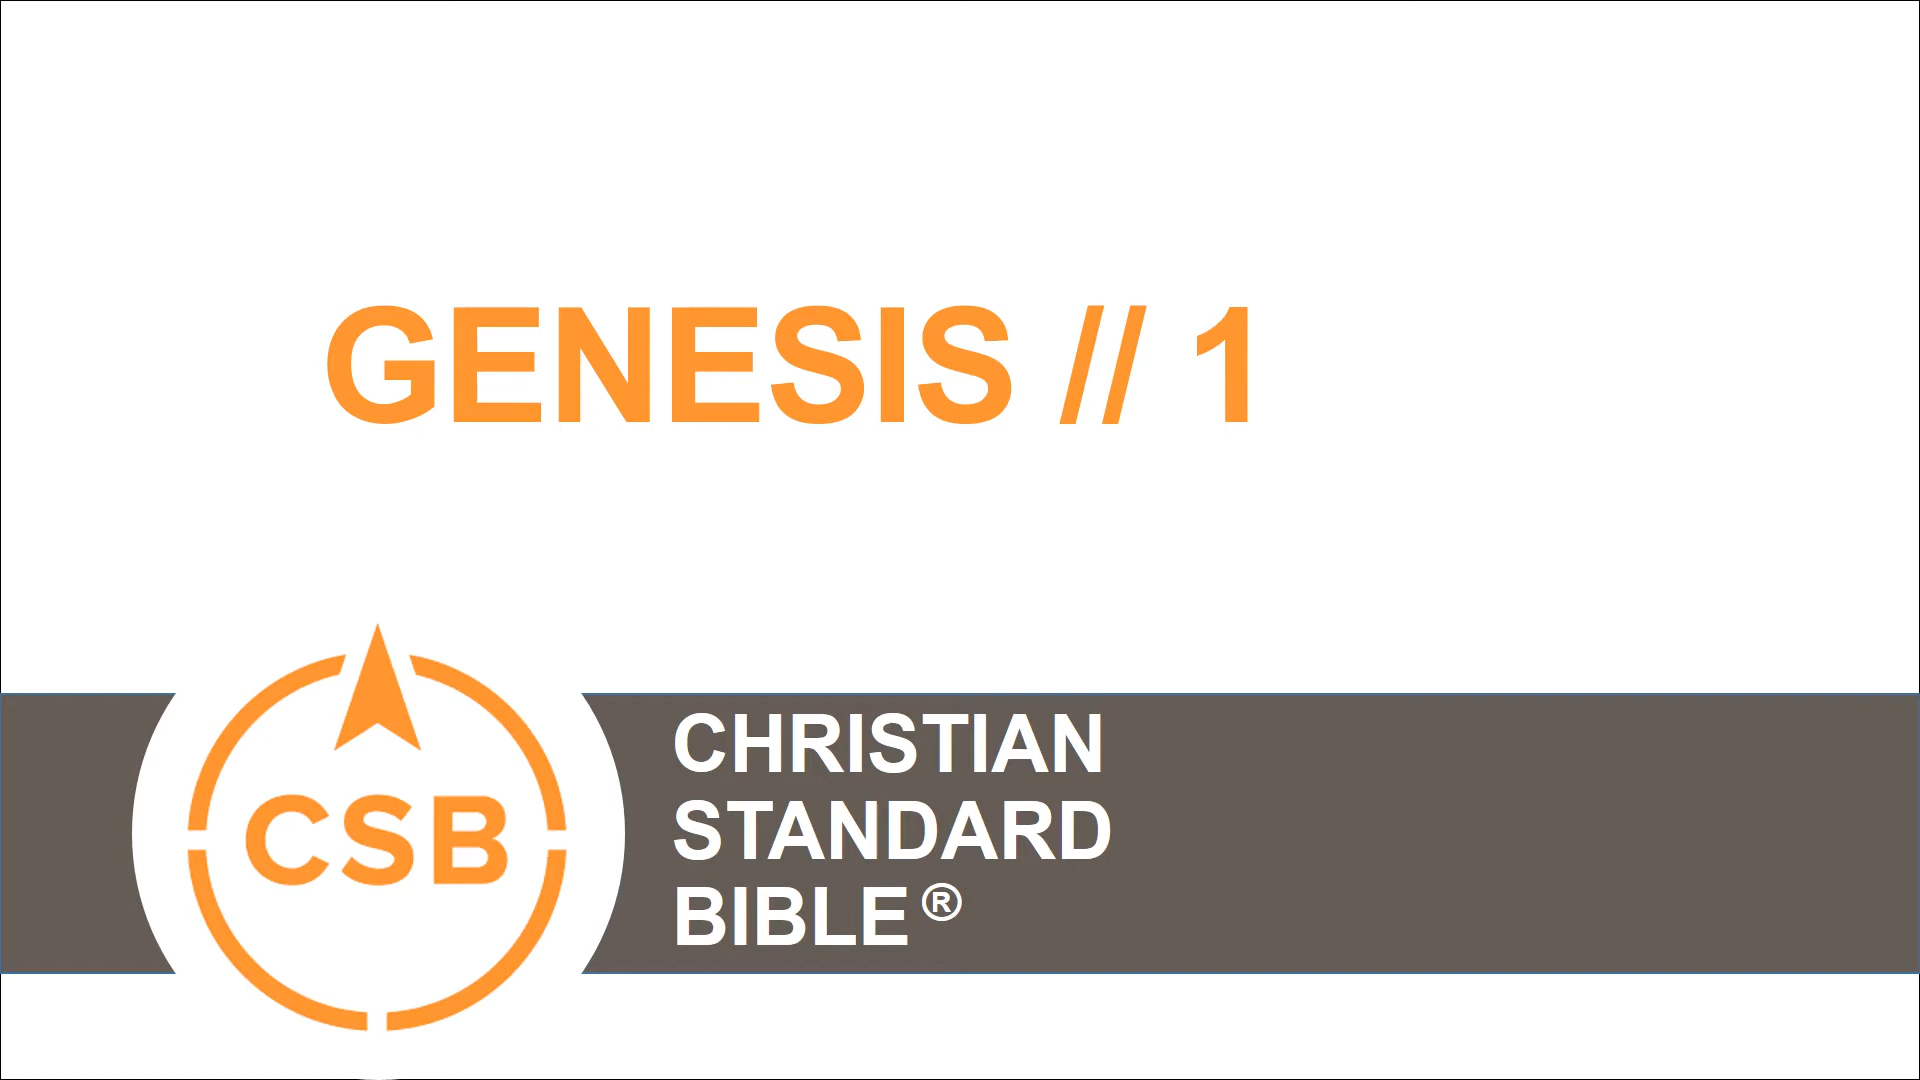 GENESIS // 1
CSB
CHRISTIAN
STANDARD
BIBLE®